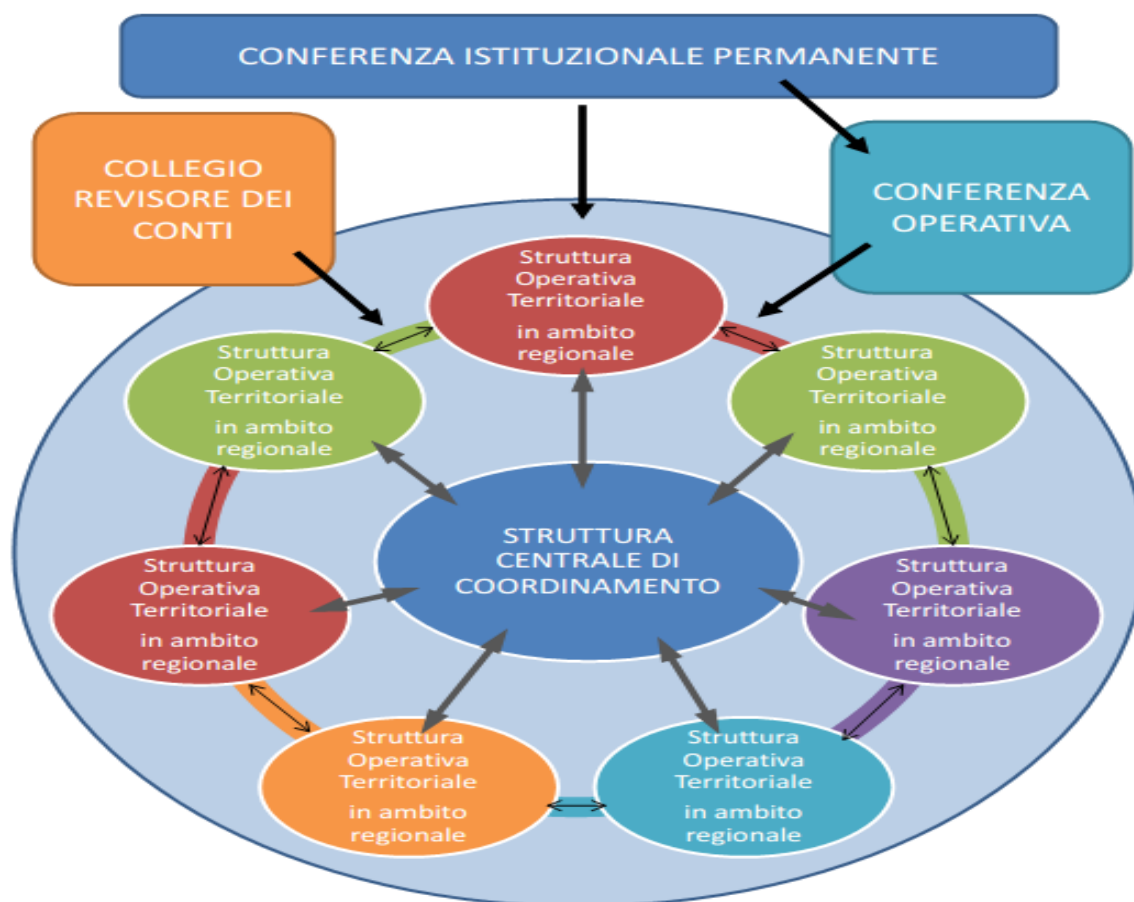 CONFERENZA ISTITUZIONALE PERMANENTE
COLLEGIO
REVISORE DEI
CONTI
CONFERENZA
OPERATIVA
Struttura
Operativa
Territoriale
in ambito
regionale
Struttura
Operativa
Territoriale
in ambito
regionale
Struttura
Operativa
Territoriale
in ambito
regionale
STRUTTURA
CENTRALE DI
COORDINAMENTO
Struttura
Operativa
Territoriale
in ambito
regionale
Struttura
Operativa
Territoriale
in ambito
regionale
Struttura
Operativa
Territoriale
in ambito
regionale
Struttura
Operativa
Territoriale
in ambito
regionale